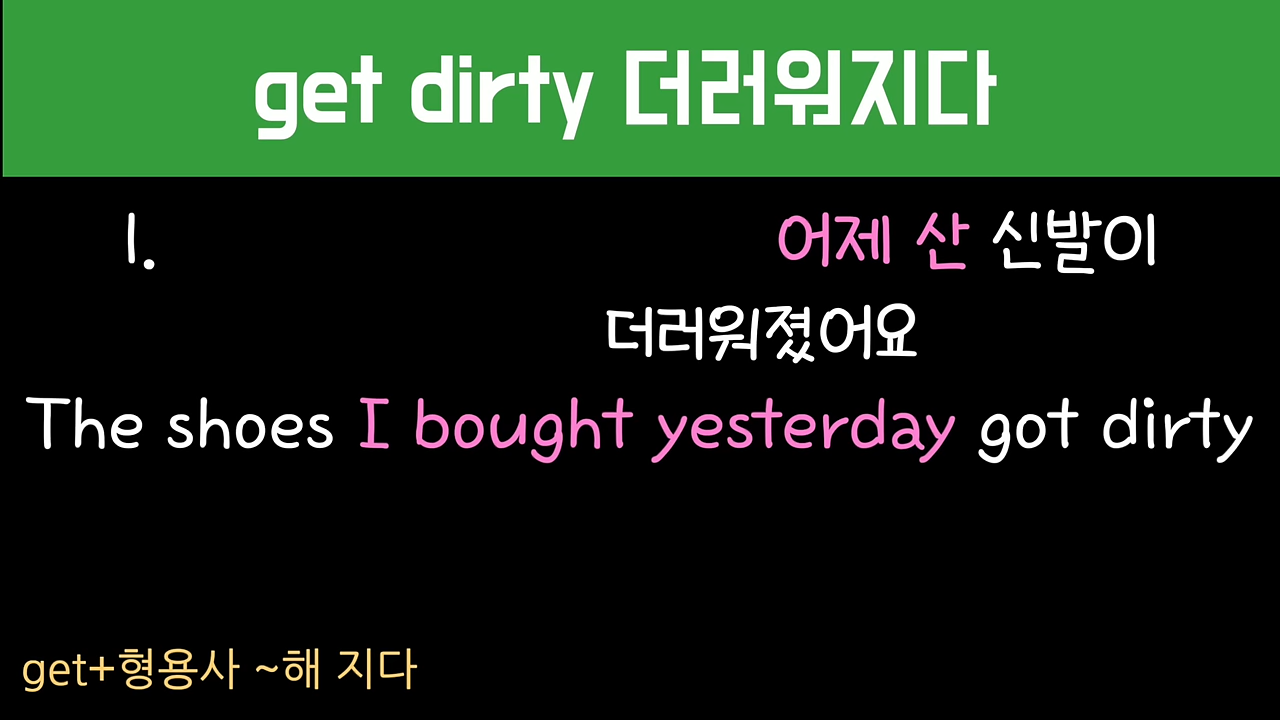 get dirty 더러워지다
1. 어제 산 신발이
더러워졌어요
The shoes I bought yesterday got dirty
get+형용사 ~해 지다